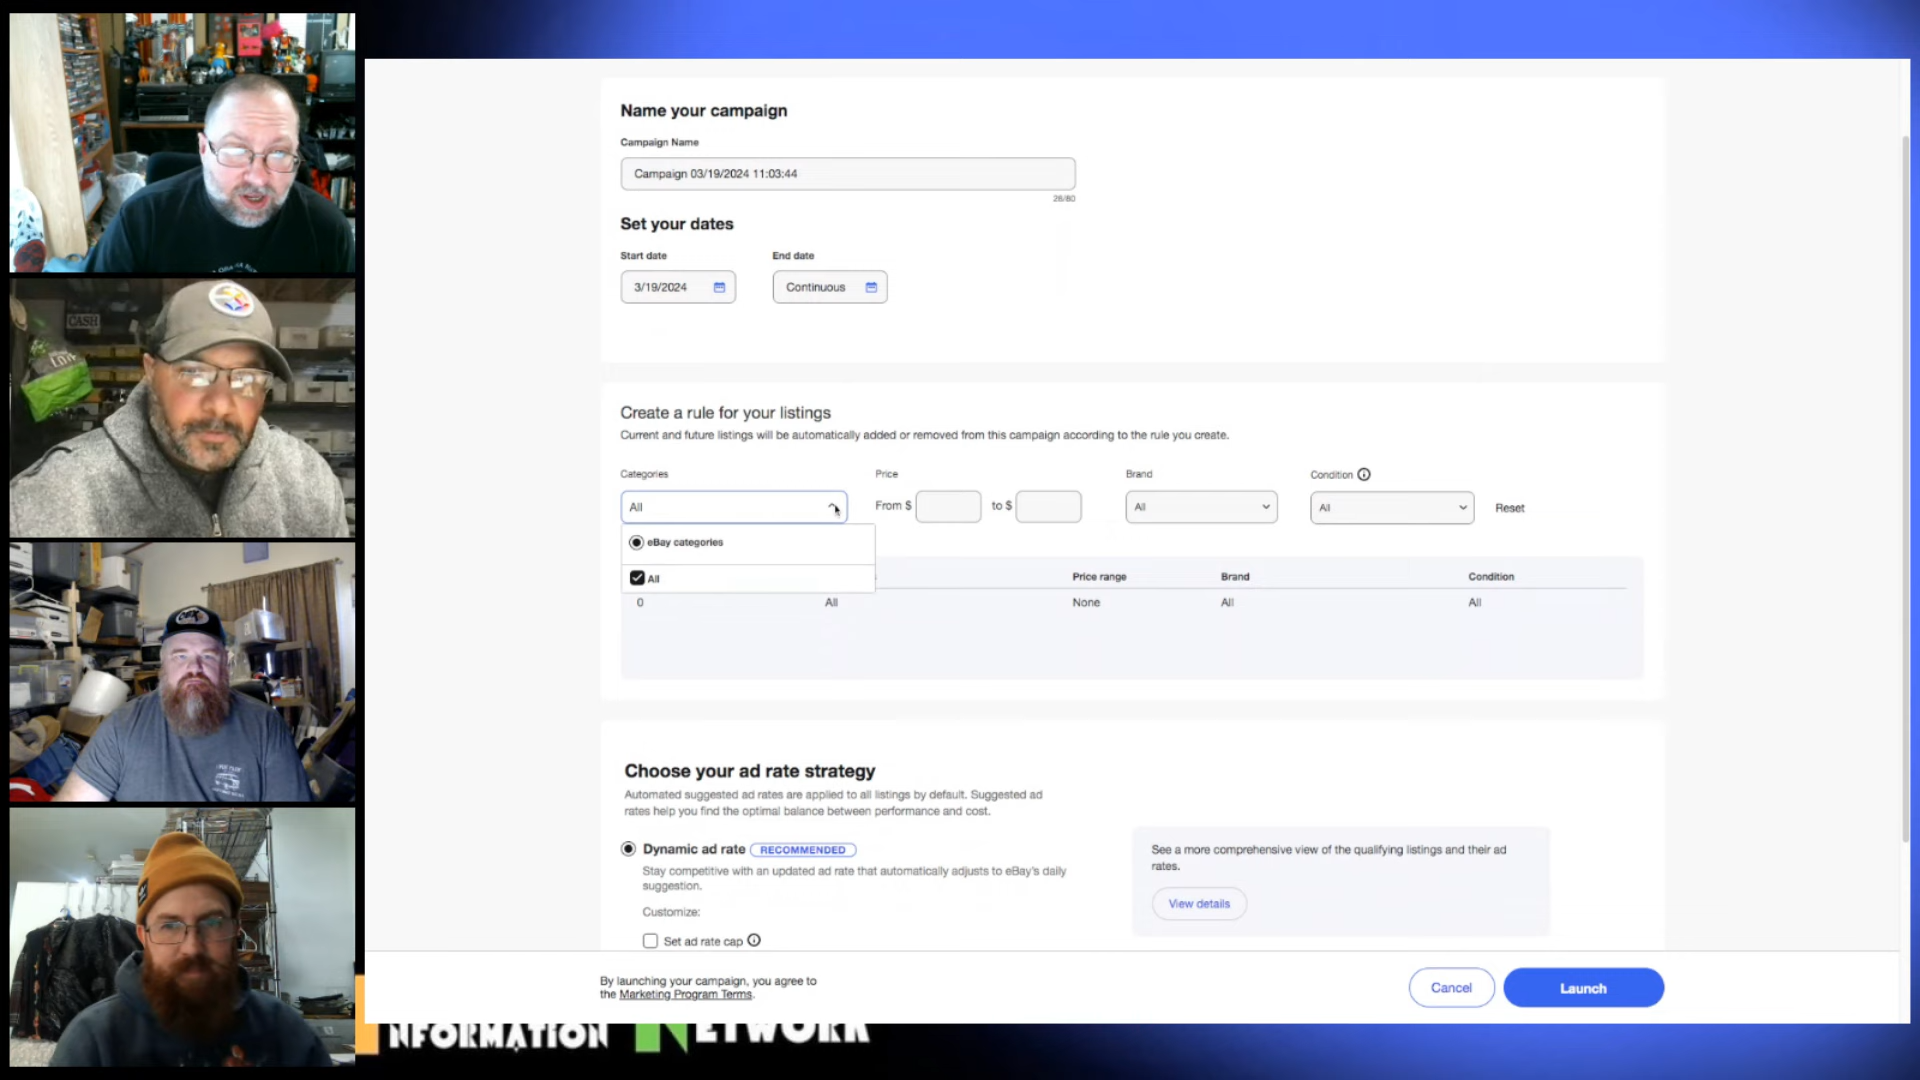 Name your campaign
Campaign Name
Campaign 03/19/2024 11:03:44
26/80
Set your dates
Start date End date
3/19/2024 Continuous
Create a rule for your listings
Current and future listings will be automatically added or removed from this campaign according to the rule you create.
Categories Price Brand Condition
All From $ to $ All All Reset
eBay categories
All
Price range Brand Condition
0 All None All All
Choose your ad rate strategy
Automated suggested ad rates are applied to all listings by default. Suggested ad
rates help you find the optimal balance between performance and cost.
Dynamic ad rate RECOMMENDED
Stay competitive with an updated ad rate that automatically adjusts to eBay's daily
suggestion.
Customize:
Set ad rate cap
See a more comprehensive view of the qualifying listings and their ad
rates.
View details
By launching your campaign, you agree to
the Marketing Program Terms.
Cancel Launch
NFORMATION NETWORK
CASH